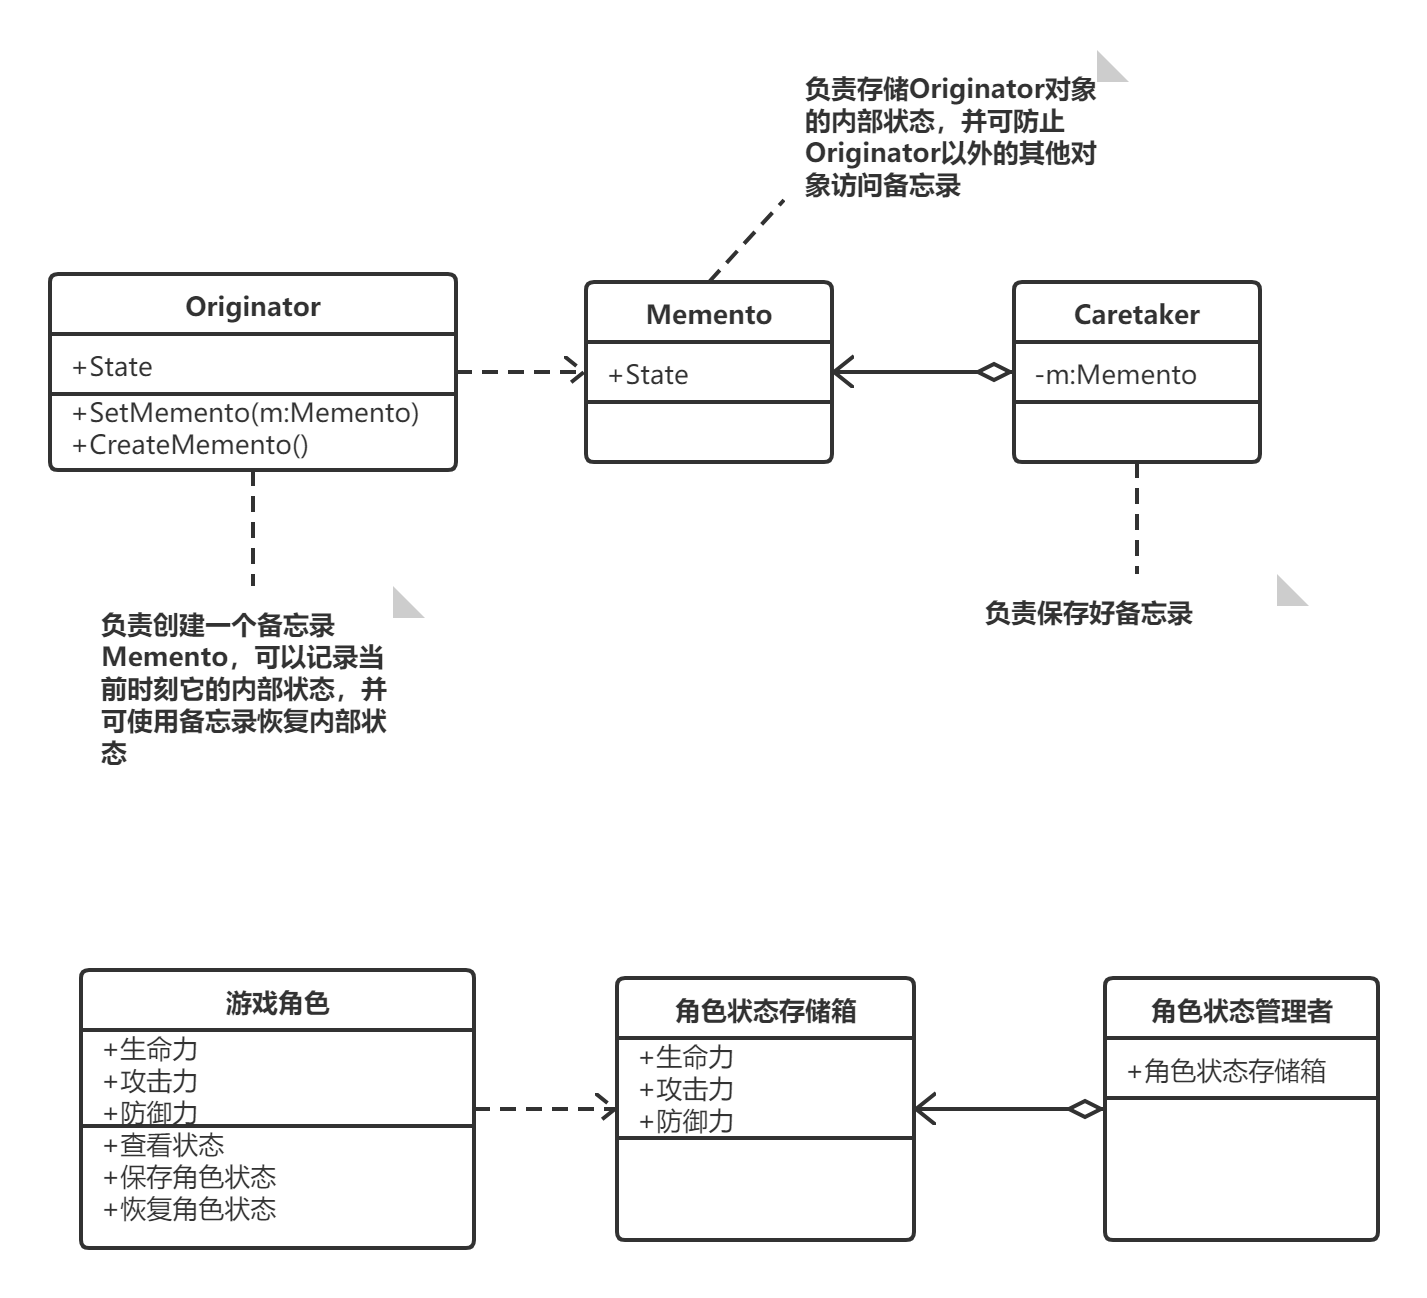 负责存储Originator对象
的内部状态，并可防止
Originator以外的其他对
象访问备忘录
Originator
+State
+SetMemento(m:Memento)
+CreateMemento()
Memento
+State
Caretaker
-m:Memento
负责创建一个备忘录
Memento，可以记录当
前时刻它的内部状态，并
可使用备忘录恢复内部状
态
负责保存好备忘录
游戏角色
+生命力
+攻击力
+防御力
+查看状态
+保存角色状态
+恢复角色状态
角色状态存储箱
+生命力
+攻击力
+防御力
角色状态管理者
+角色状态存储箱